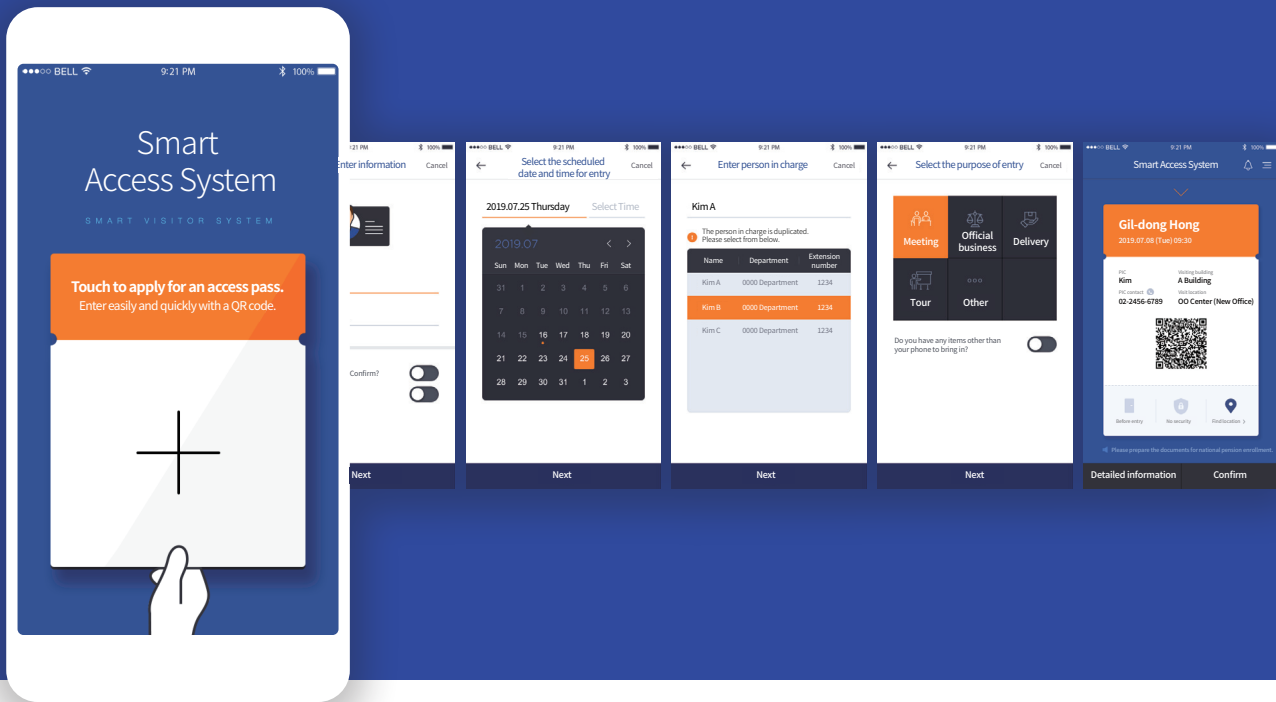 BELL 9:21 PM 100%
Smart
Access System
SMART VISITOR SYSTEM
Touch to apply for an access pass.
Enter easily and quickly with a QR code.
:21 PM 100%
Enter information Cancel
Confirm?
Next
BELL 9:21 PM 100%
Select the scheduled
date and time for entry
Cancel
2019.07.25 Thursday Select Time
2019.07 < >
Sun Mon Tue Wed Thu Fri Sat
31 1 2 3 4 5 6
7 8 9 10 11 12 13
14 15 16 17 18 19 20
21 22 23 24 25 26 27
28 29 30 31 1 2 3
Next
BELL 9:21 PM 100%
Enter person in charge Cancel
Kim A
The person in charge is duplicated.
Please select from below.
Name Department Extension
number
Kim A 0000 Department 1234
Kim B 0000 Department 1234
Kim C 0000 Department 1234
Next
BELL 9:21 PM 100%
Select the purpose of entry Cancel
Meeting Official
business Delivery
Tour Other
Do you have any items other than
your phone to bring in?
Next
BELL 9:21 PM 100%
Smart Access System
Gil-dong Hong
2019.07.08 (Tue) 09:30
PIC Visiting building
Kim A Building
PIC contact Visit location
02-2456-6789 OO Center (New Office)
Before entry No security Find location >
Please prepare the documents for national pension enrollment.
Detailed information Confirm